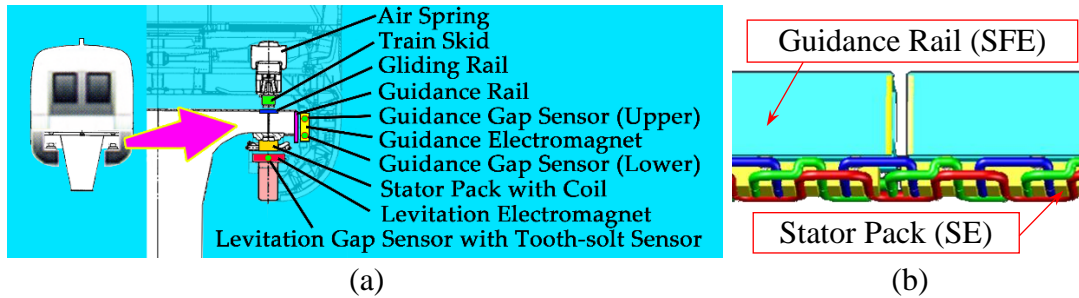 Air Spring
Train Skid
Gliding Rail
Guidance Rail
Guidance Gap Sensor (Upper)
Guidance Electromagnet
Guidance Gap Sensor (Lower)
Stator Pack with Coil
Levitation Electromagnet
Levitation Gap Sensor with Tooth-solt Sensor
(a)
Guidance Rail (SFE)
Stator Pack (SE)
(b)